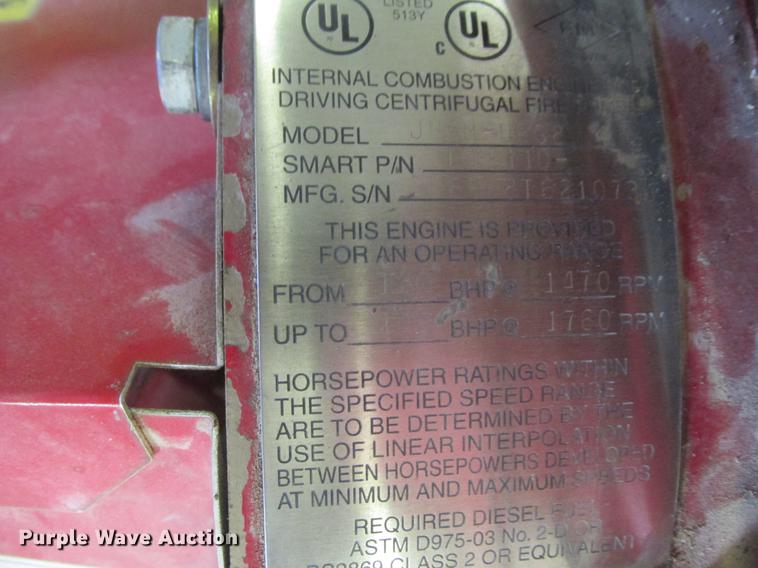 LISTED
513Y
UL
c UL
INTERNAL COMBUSTION
DRIVING CENTRIFUGAL FIRE
MODEL
SMART P/N
MFG. S/N
THIS ENGINE IS PROVIDED
FOR AN OPERATING RANGE
FROM BHP@ 1470 RPM
UP TO BHP@ 1760 RPM
HORSEPOWER RATINGS WITHIN
THE SPECIFIED SPEED RANGE
ARE TO BE DETERMINED BY THE
USE OF LINEAR INTERPOLATION
BETWEEN HORSEPOWERS DEVELOPED
AT MINIMUM AND MAXIMUM SPEEDS
REQUIRED DIESEL FUEL
ASTM D975-03 No. 2-D OR
CLASS 2 OR EQUIVALENT
Purple Wave Auction